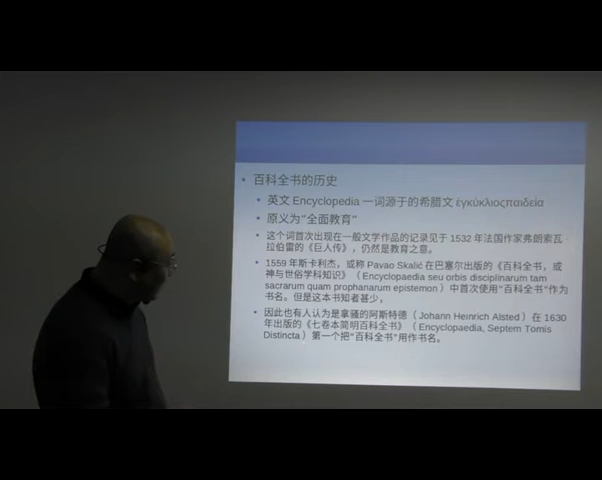 百科全书的历史
英文 Encyclopedia 一词源于的希腊文 ἐγκύκλιοςπαιδεία
原义为"全面教育"
这个词首次出现在一般文学作品的记录见于 1532 年法国作家弗朗索瓦
拉伯雷的《巨人传》，仍然是教育之意。
1559 年斯卡利杰，或称 Pavao Skalić 在巴塞尔出版的《百科全书，或
神与世俗学科知识》（ Encyclopaedia seu orbis disciplinarum tam
sacrarum quam prophanarum epistemon ）中首次使用"百科全书"作为
书名。但是这本书知者甚少，
因此也有人认为是拿骚的阿斯特德（ Johann Heinrich Alsted ）在 1630
年出版的《七卷本简明百科全书》（ Encyclopaedia, Septem Tomis
Distincta ）第一个把"百科全书"用作书名。